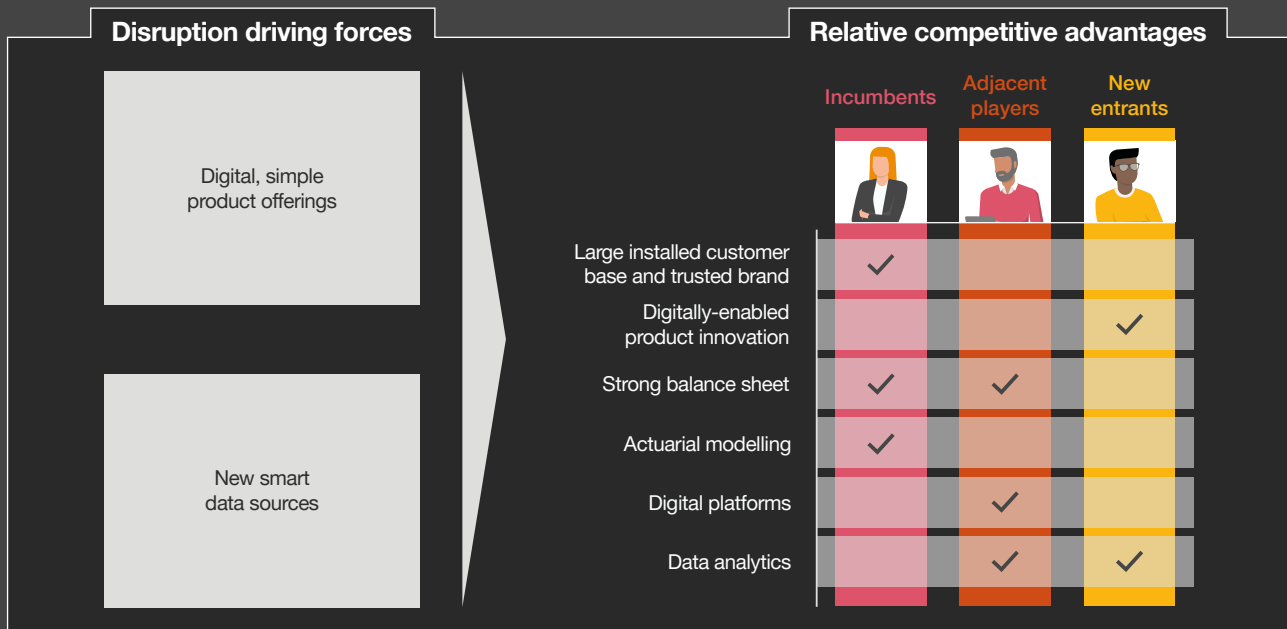 Disruption driving forces
Digital, simple
product offerings
New smart
data sources
Relative competitive advantages
Incumbents
Adjacent
players
New
entrants
Large installed customer
base and trusted brand
Digitally-enabled
product innovation
Strong balance sheet
Actuarial modelling
Digital platforms
Data analytics